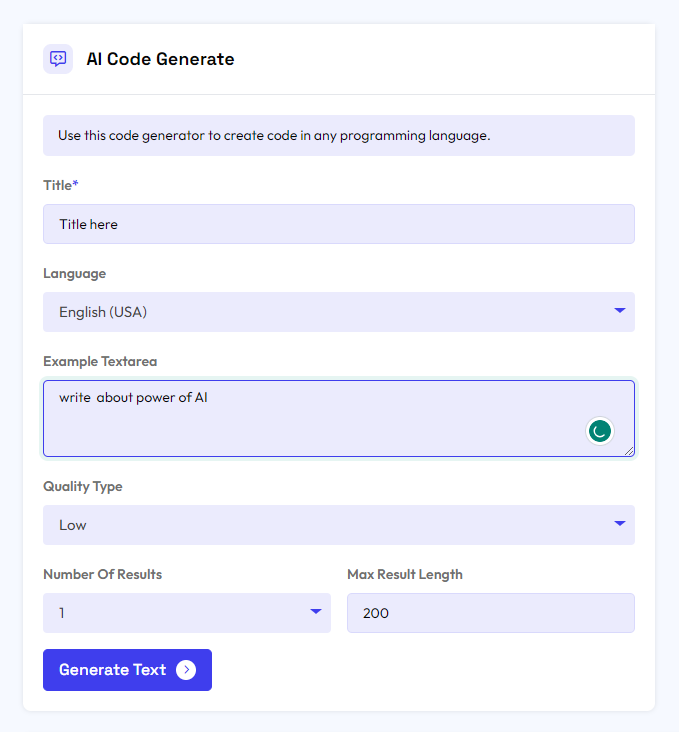 AI Code Generate
Use this code generator to create code in any programming language.
Title*
Title here
Language
English (USA)
Example Textarea
write  about power of AI
Quality Type
Low
Number Of Results
Max Result Length
1
200
Generate Text